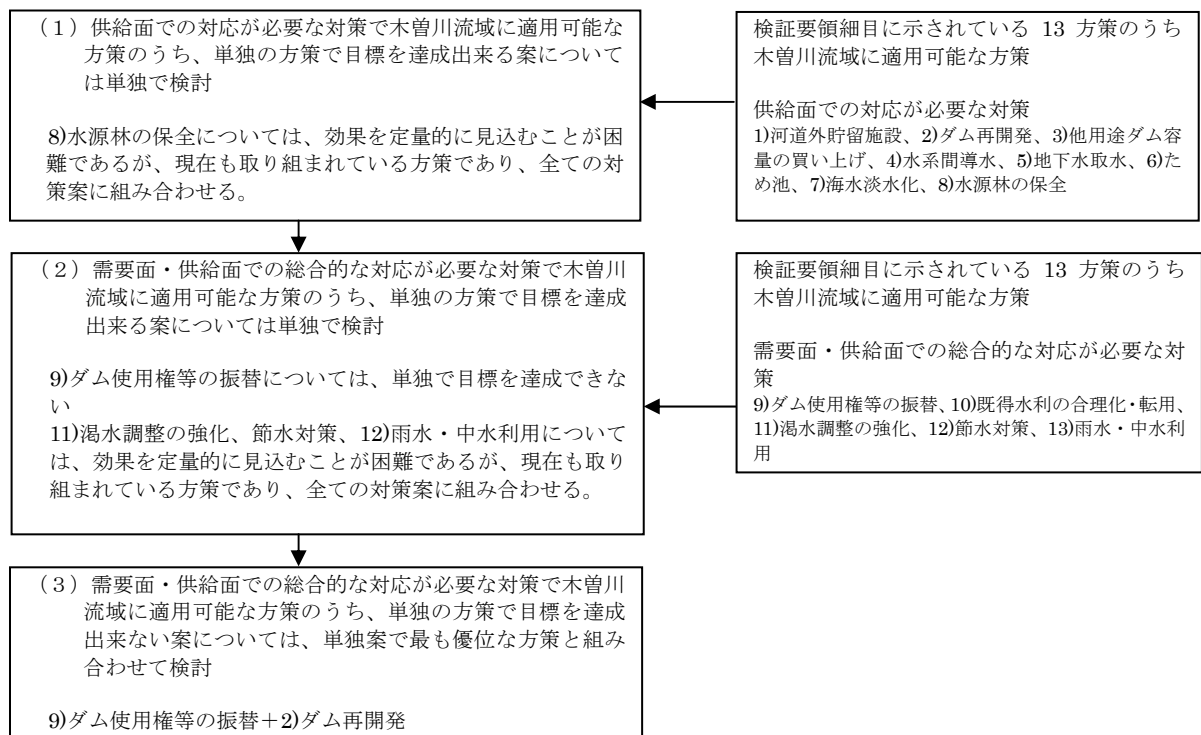 （１）供給面での対応が必要な対策で木曽川流域に適用可能な
方策のうち、単独の方策で目標を達成出来る案について
は単独で検討
8)水源林の保全については、効果を定量的に見込むことが困
難であるが、現在も取り組まれている方策であり、全ての対
策案に組み合わせる。
検証要領細目に示されている 13 方策のうち
木曽川流域に適用可能な方策
供給面での対応が必要な対策
1)河道外貯留施設、2)ダム再開発、3)他用途ダム容
量の買い上げ、4)水系間導水、5)地下水取水、6)た
め池、7)海水淡水化、8)水源林の保全
（２）需要面・供給面での総合的な対応が必要な対策で木曽川
流域に適用可能な方策のうち、単独の方策で目標を達成
出来る案については単独で検討
9)ダム使用権等の振替については、単独で目標を達成できな
い
11)渇水調整の強化、節水対策、12)雨水・中水利用について
は、効果を定量的に見込むことが困難であるが、現在も取り
組まれている方策であり、全ての対策案に組み合わせる。
検証要領細目に示されている 13 方策のうち
木曽川流域に適用可能な方策
需要面・供給面での総合的な対応が必要な対
策
9)ダム使用権等の振替、10)既得水利の合理化・転用、
11)渇水調整の強化、12)節水対策、13)雨水・中水利
用
（３）需要面・供給面での総合的な対応が必要な対策で木曽川
流域に適用可能な方策のうち、単独の方策で目標を達成
出来ない案については、単独案で最も優位な方策と組み
合わせて検討
9)ダム使用権等の振替＋2)ダム再開発